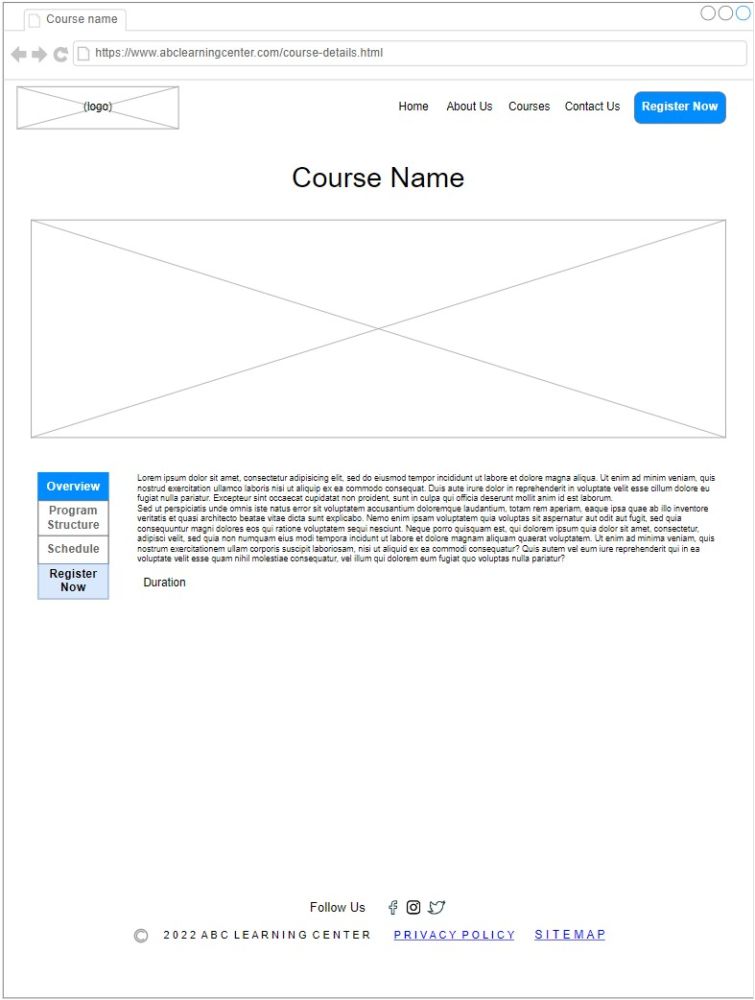 Course name
https://www.abclearningcenter.com/course-details.html
(logo)
Home About Us Courses Contact Us Register Now
Course Name
Overview
Program
Structure
Schedule
Register
Now
Lorem ipsum dolor sit amet, consectetur adipisicing elit, sed do eiusmod tempor incididunt ut labore et dolore magna aliqua. Ut enim ad minim veniam, quis
nostrud exercitation ullamco laboris nisi ut aliquip ex ea commodo consequat. Duis aute irure dolor in reprehenderit in voluptate velit esse cillum dolore eu
fugiat nulla pariatur. Excepteur sint occaecat cupidatat non proident, sunt in culpa qui officia deserunt mollit anim id est laborum.
Sed ut perspiciatis unde omnis iste natus error sit voluptatem accusantium doloremque laudantium, totam rem aperiam, eaque ipsa quae ab illo inventore
veritatis et quasi architecto beatae vitae dicta sunt explicabo. Nemo enim ipsam voluptatem quia voluptas sit aspernatur aut odit aut fugit, sed quia
consequuntur magni dolores eos qui ratione voluptatem sequi nesciunt. Neque porro quisquam est, qui dolorem ipsum quia dolor sit amet, consectetur,
adipisci velit, sed quia non numquam eius modi tempora incidunt ut labore et dolore magnam aliquam quaerat voluptatem. Ut enim ad minima veniam, quis
nostrum exercitationem ullam corporis suscipit laboriosam, nisi ut aliquid ex ea commodi consequatur? Quis autem vel eum iure reprehenderit qui in ea
voluptate velit esse quam nihil molestiae consequatur, vel illum qui dolorem eum fugiat quo voluptas nulla pariatur?
Duration
Follow Us
© 2022 ABC LEARNING CENTER PRIVACY POLICY SITEMAP